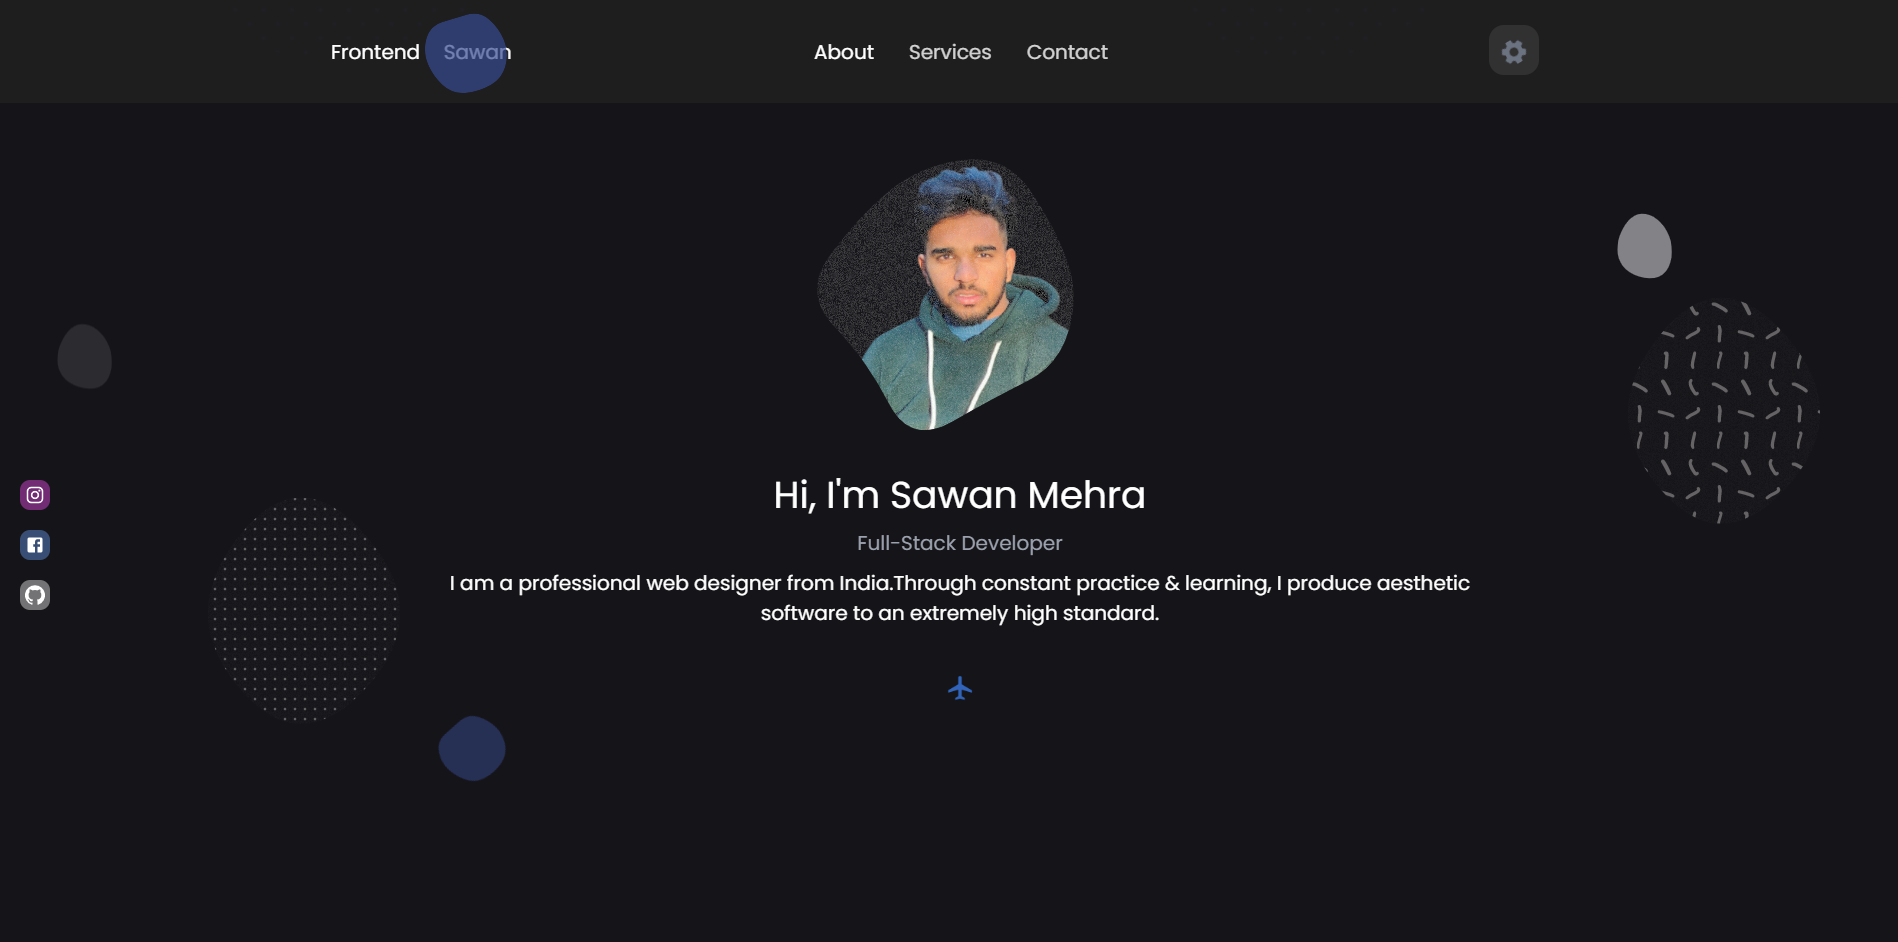 Frontend Sawan
About Services Contact
Hi, I'm Sawan Mehra
Full-Stack Developer
I am a professional web designer from India.Through constant practice & learning, I produce aesthetic
software to an extremely high standard.